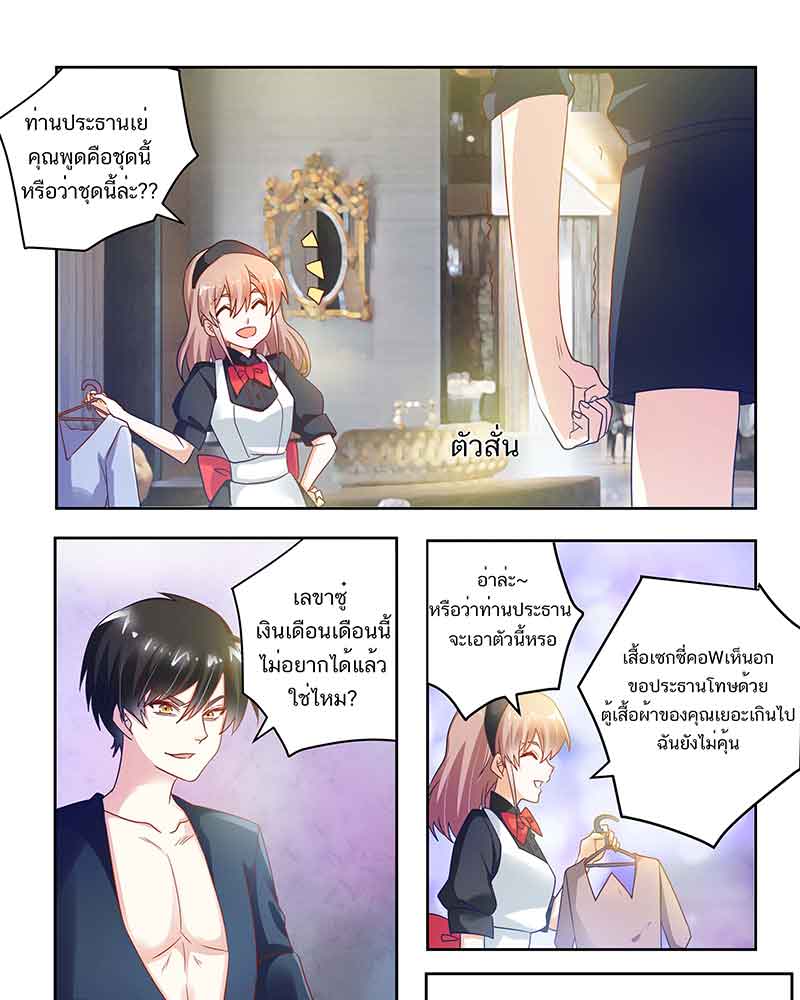 ท่านประธานเย่
คุณพูดคือชุดนี้
หรือว่าชุดนี้ล่ะ??
ตัวสั่น
เลขาซู่
เงินเดือนเดือนนี้
ไม่อยากได้แล้ว
ใช่ไหม?
อ่าล่ะ~
หรือว่าท่านประธาน
จะเอาตัวนี้หรอ
เสื้อเซกซี่คอWเห็นอก
ขอประธานโทษด้วย
ตู้เสื้อผ้าของคุณเยอะเกินไป
ฉันยังไม่คุ้น